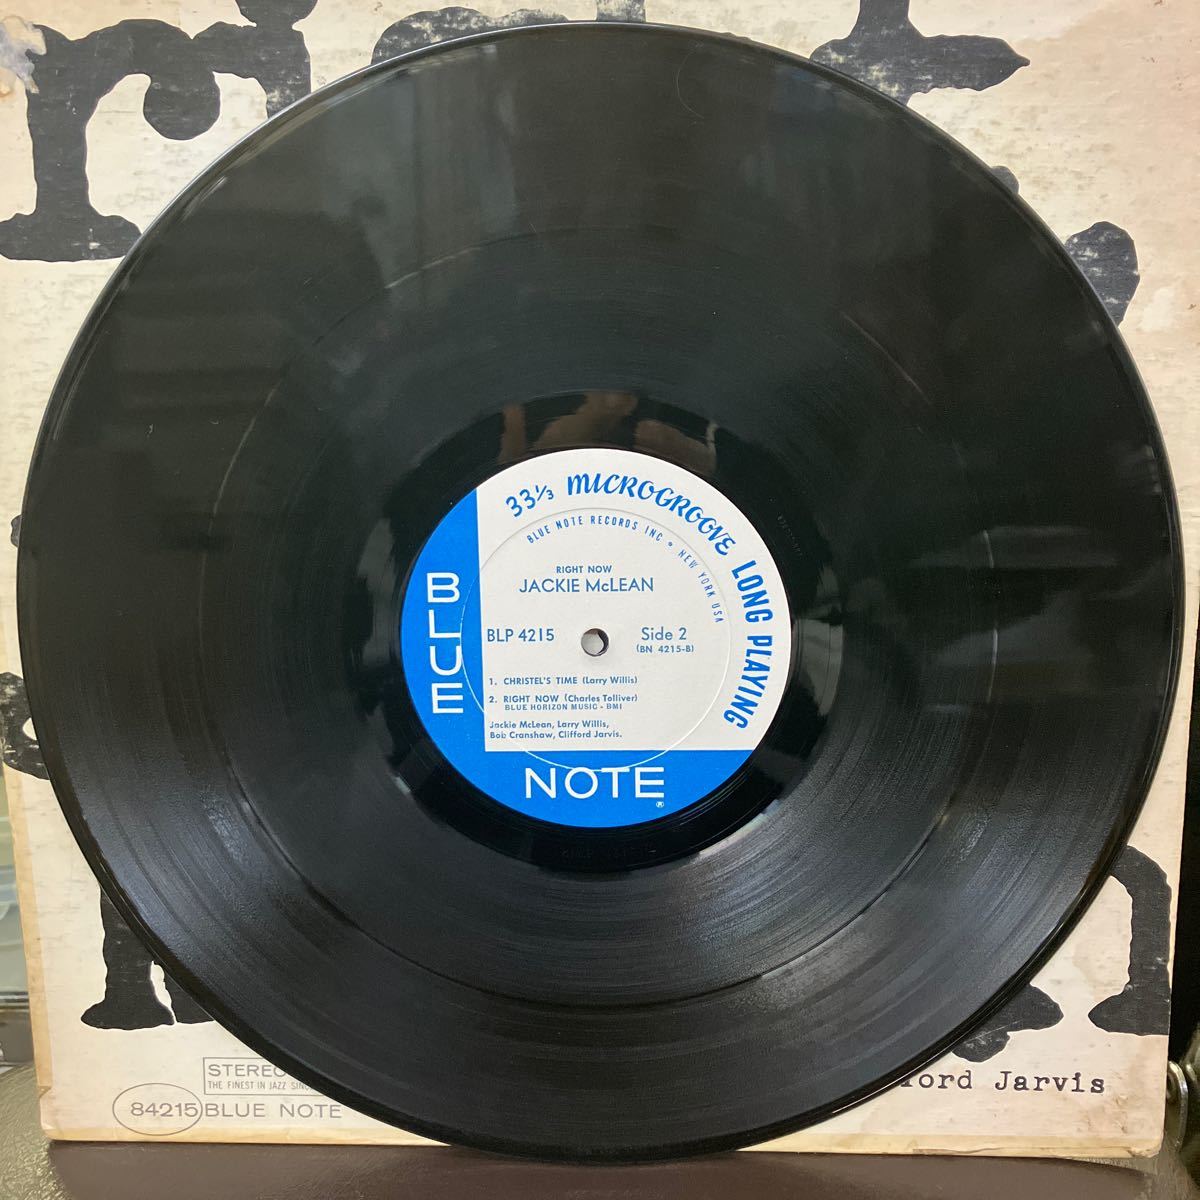 33⅓ MICROGROOVE LONG PLAYING
BLUE NOTE RECORDS INC • NEW YORK USA
RIGHT NOW
JACKIE McLEAN
BLP 4215 Side 2
(BN 4215-B)
1. CHRISTEL'S TIME (Larry Willis)
2. RIGHT NOW (Charles Tolliver)
BLUE HORIZON MUSIC - BMI
Jackie McLean, Larry Willis,
Bob Cranshaw, Clifford Jarvis.
BLUE
NOTE®
STEREO
THE FINEST IN JAZZ
84215 BLUE NOTE
Jarvis